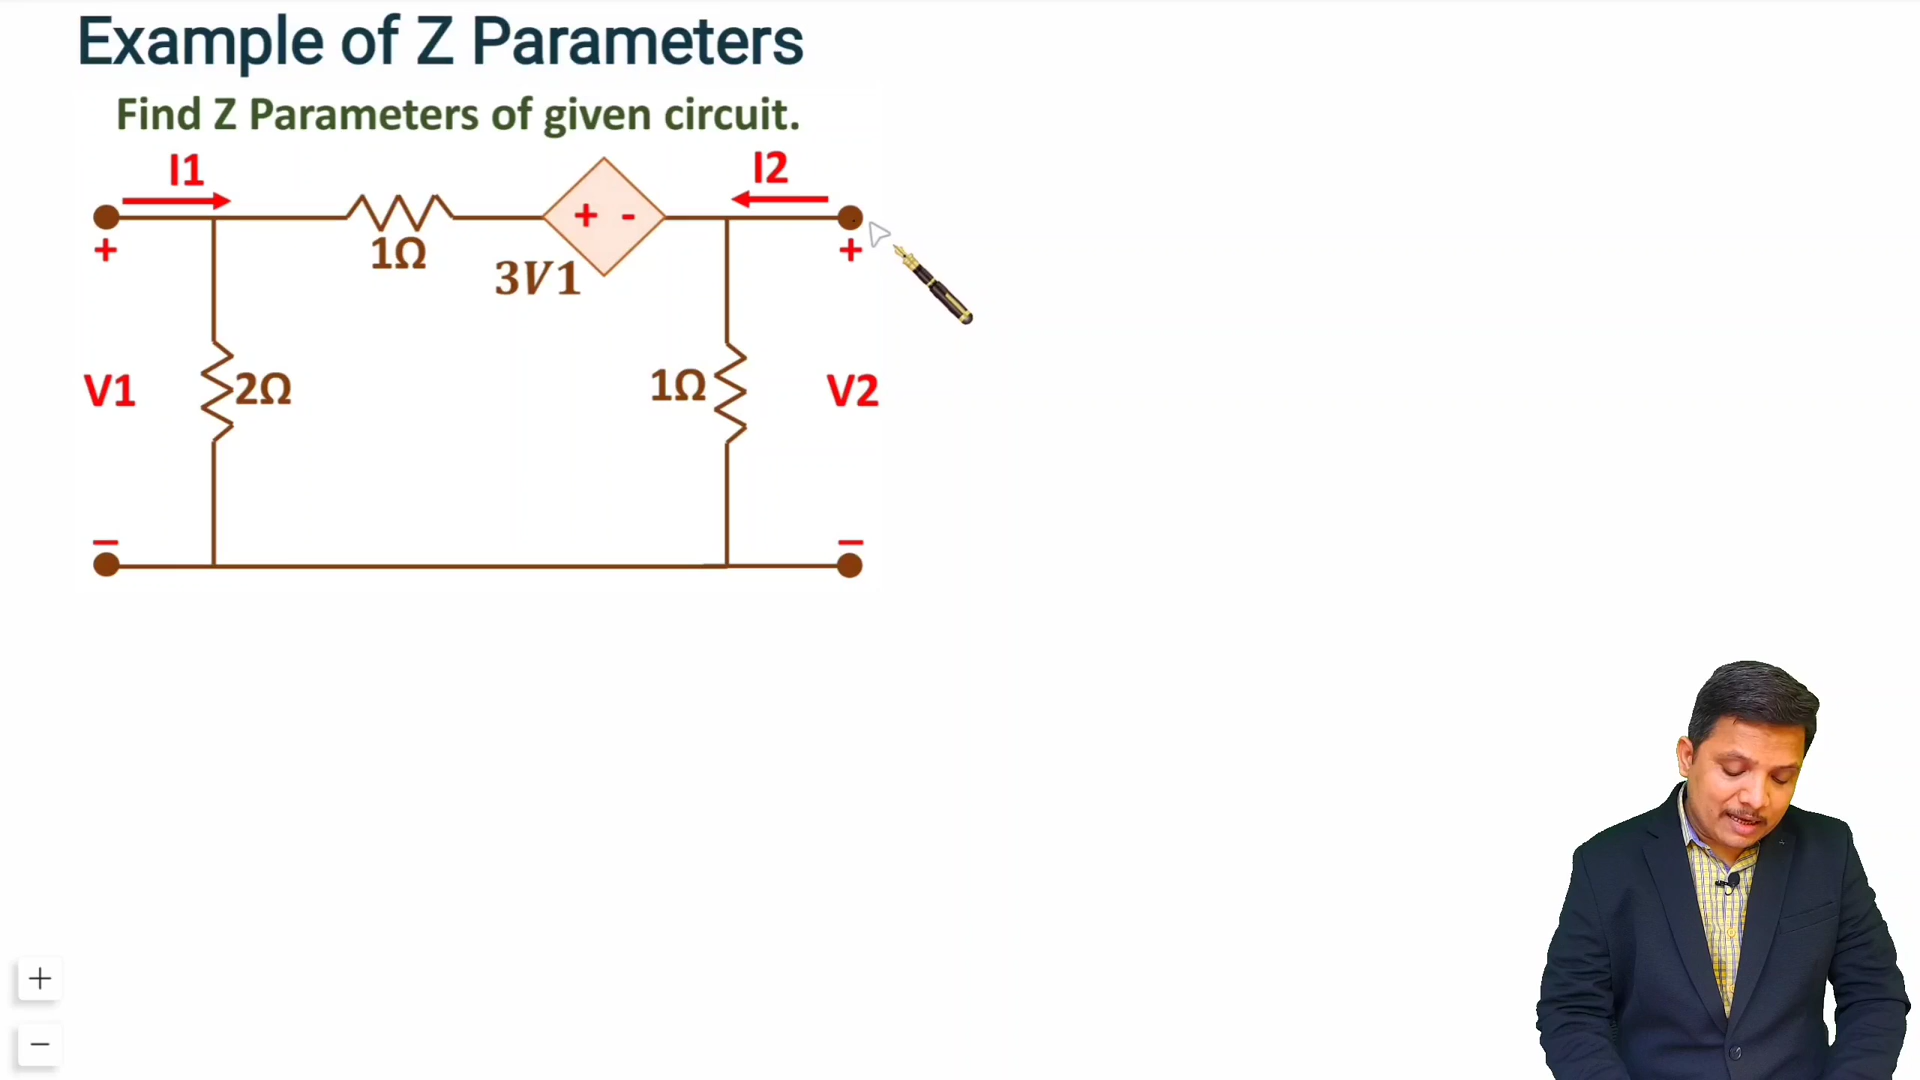 Example of Z Parameters
Find Z Parameters of given circuit.
I1
I2
+ -
1Ω
3V1
+
+
V1
2Ω
1Ω
V2
–
–
+
−